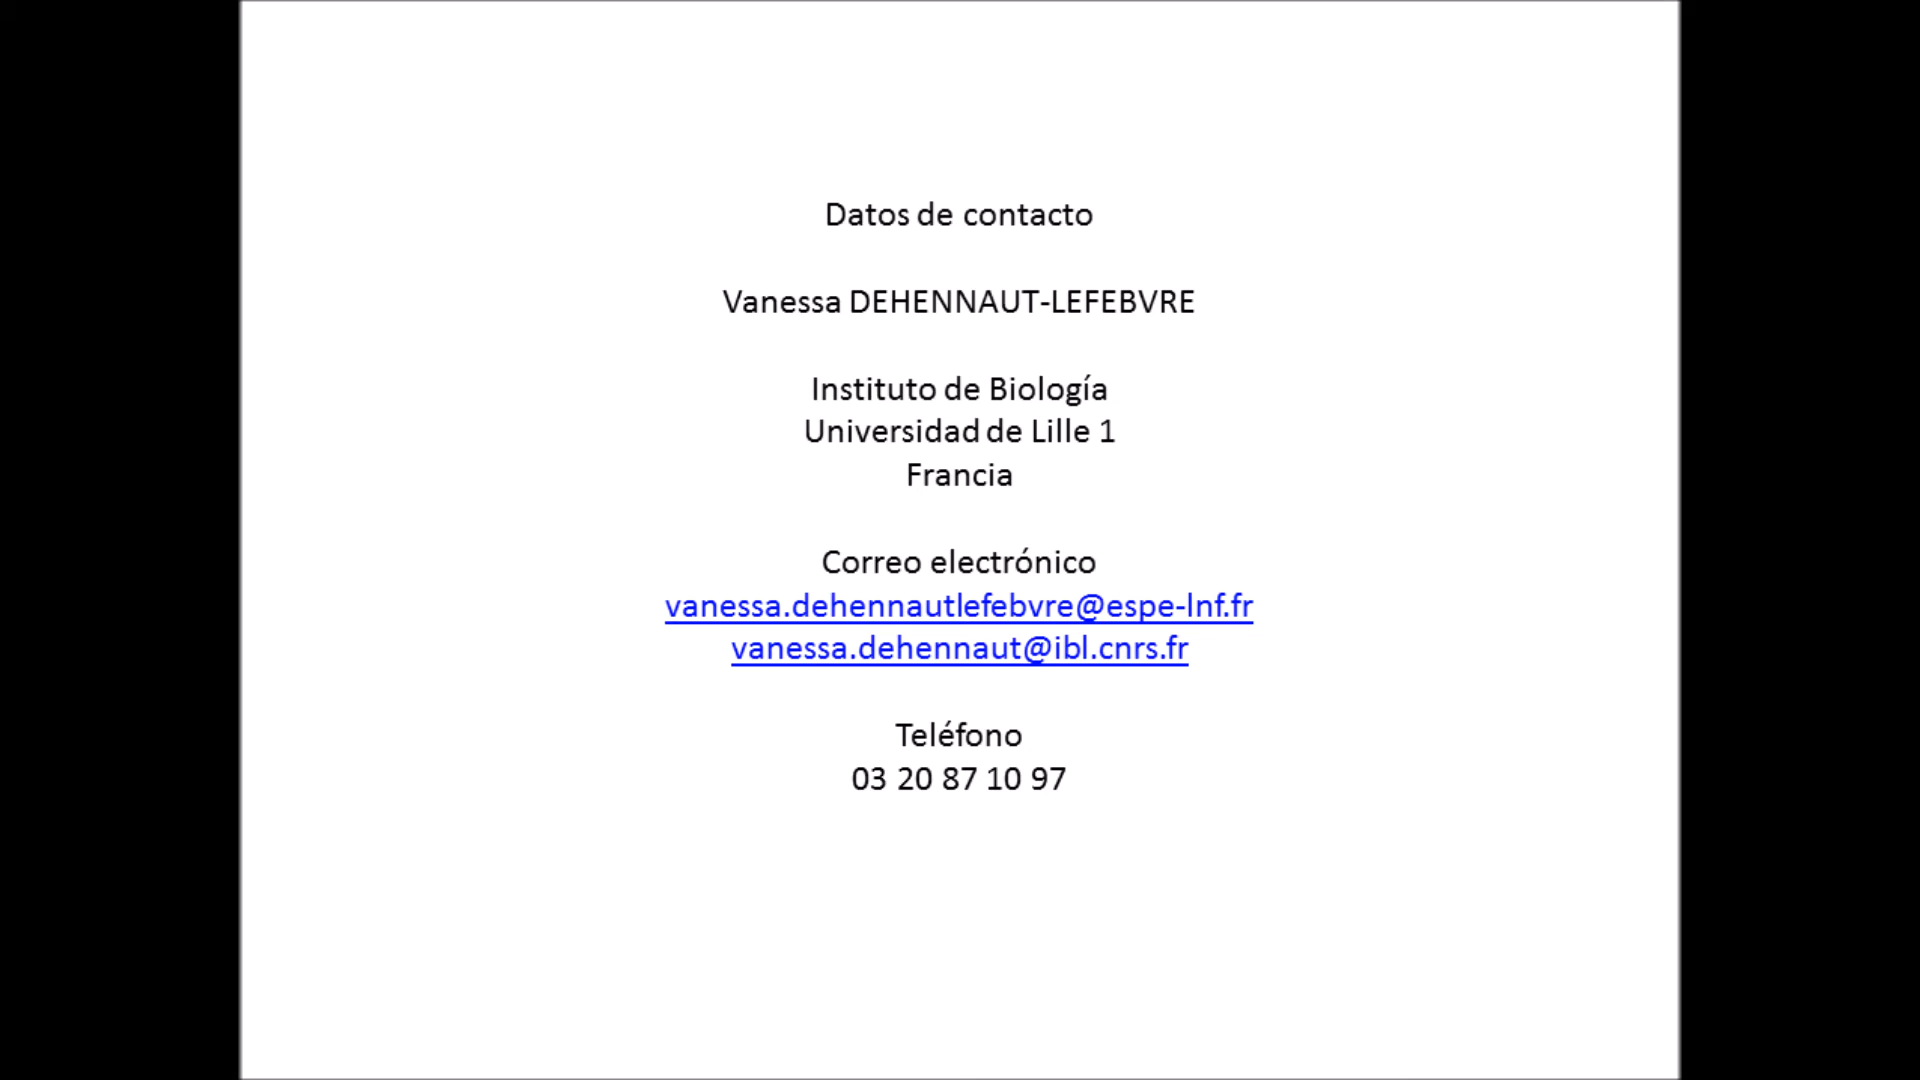 Datos de contacto
Vanessa DEHENNAUT-LEFEBVRE
Instituto de Biología
Universidad de Lille 1
Francia
Correo electrónico
vanessa.dehennautlefebvre@espe-lnf.fr
vanessa.dehennaut@ibl.cnrs.fr
Teléfono
03 20 87 10 97